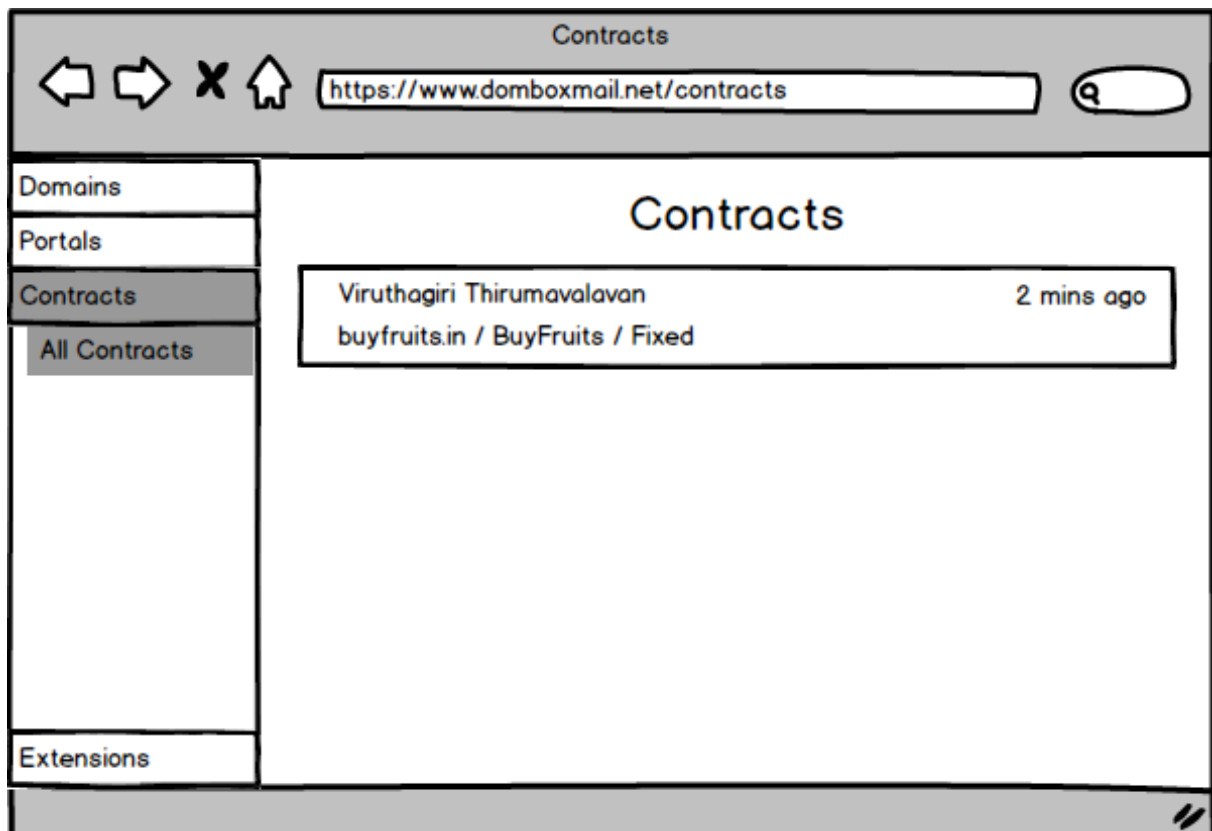 Contracts
https://www.domboxmail.net/contracts
Domains
Portals
Contracts
All Contracts
Extensions
Contracts
Viruthagiri Thirumavalavan
2 mins ago
buyfruits.in / BuyFruits / Fixed